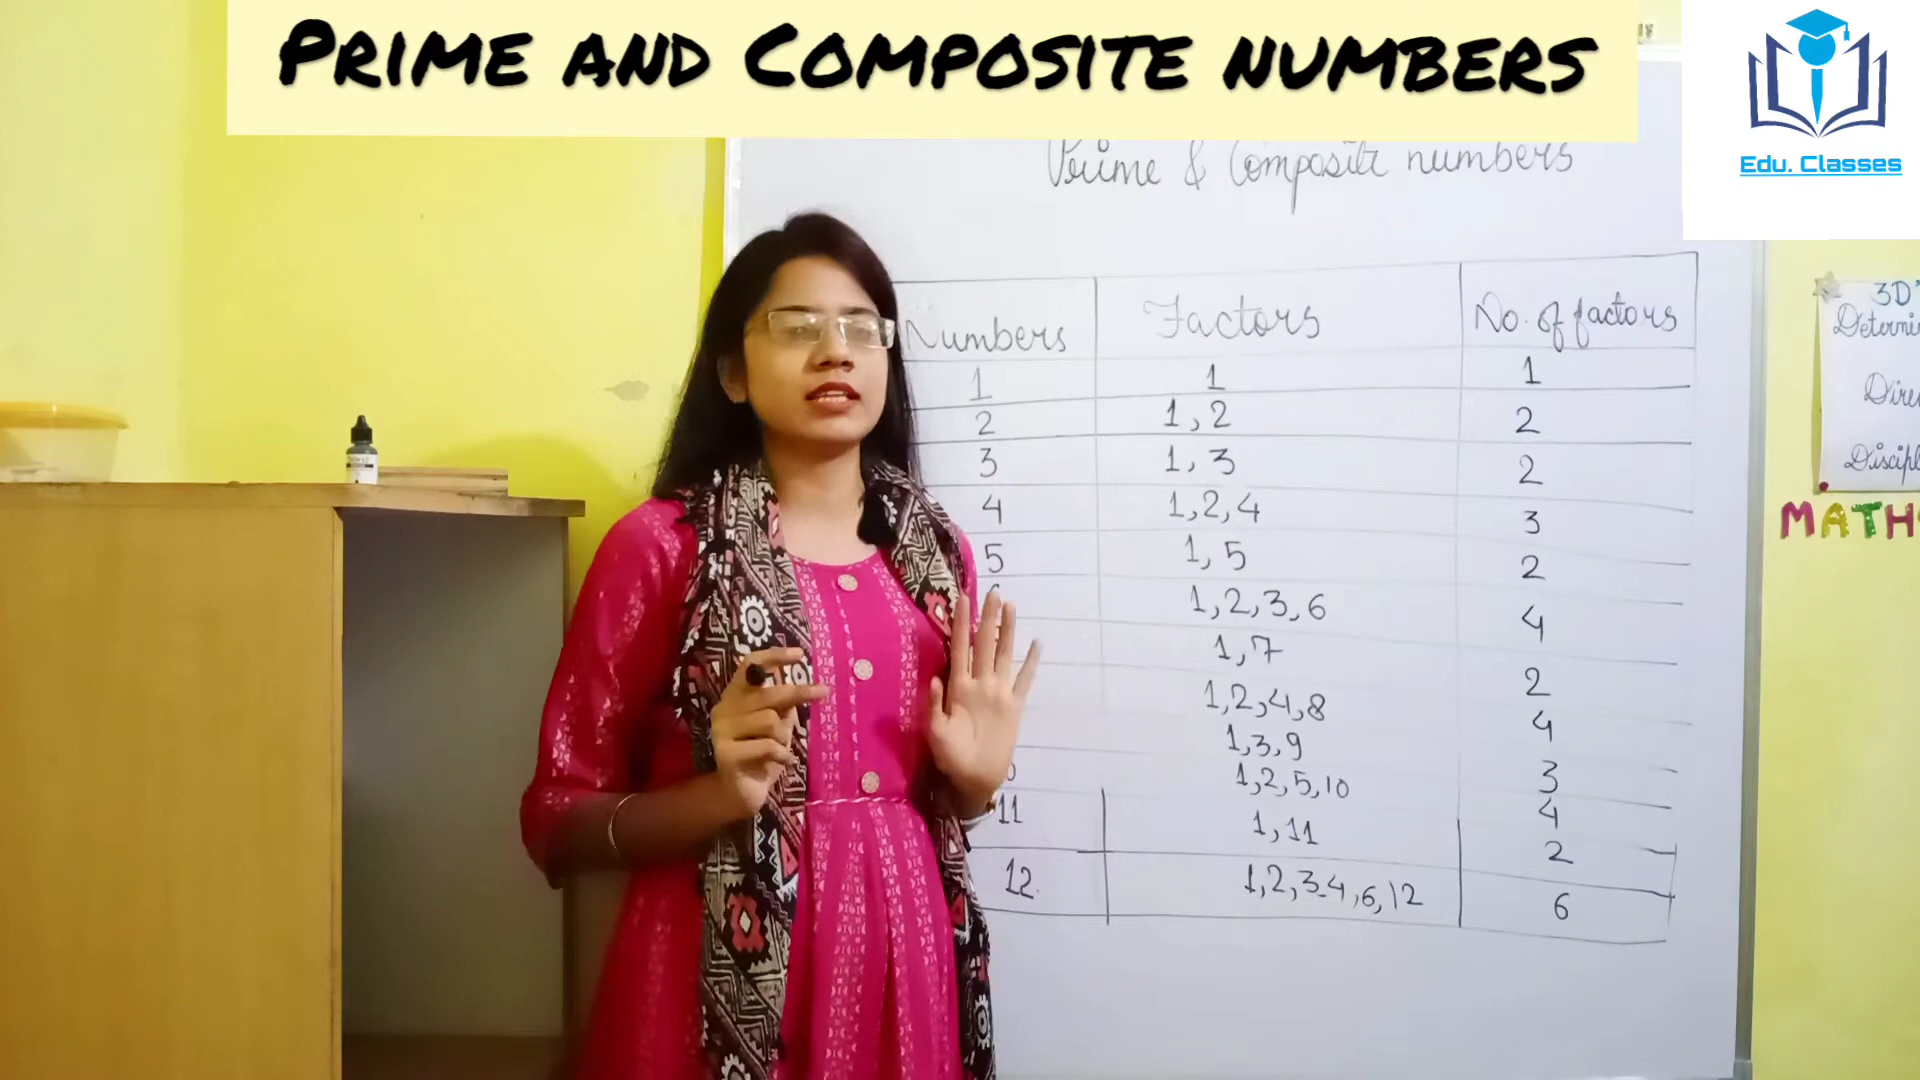 PRIME AND COMPOSITE NUMBERS
Edu. Classes
Prime & Composite numbers
Numbers Factors No. of factors
1 1 1
2 1, 2 2
3 1, 3 2
4 1, 2, 4 3
5 1, 5 2
1, 2, 3, 6 4
1, 7 2
1, 2, 4, 8 4
1, 3, 9 3
1, 2, 5, 10 4
11 1, 11 2
12. 1, 2, 3, 4, 6, 12 6
3D'
MATH